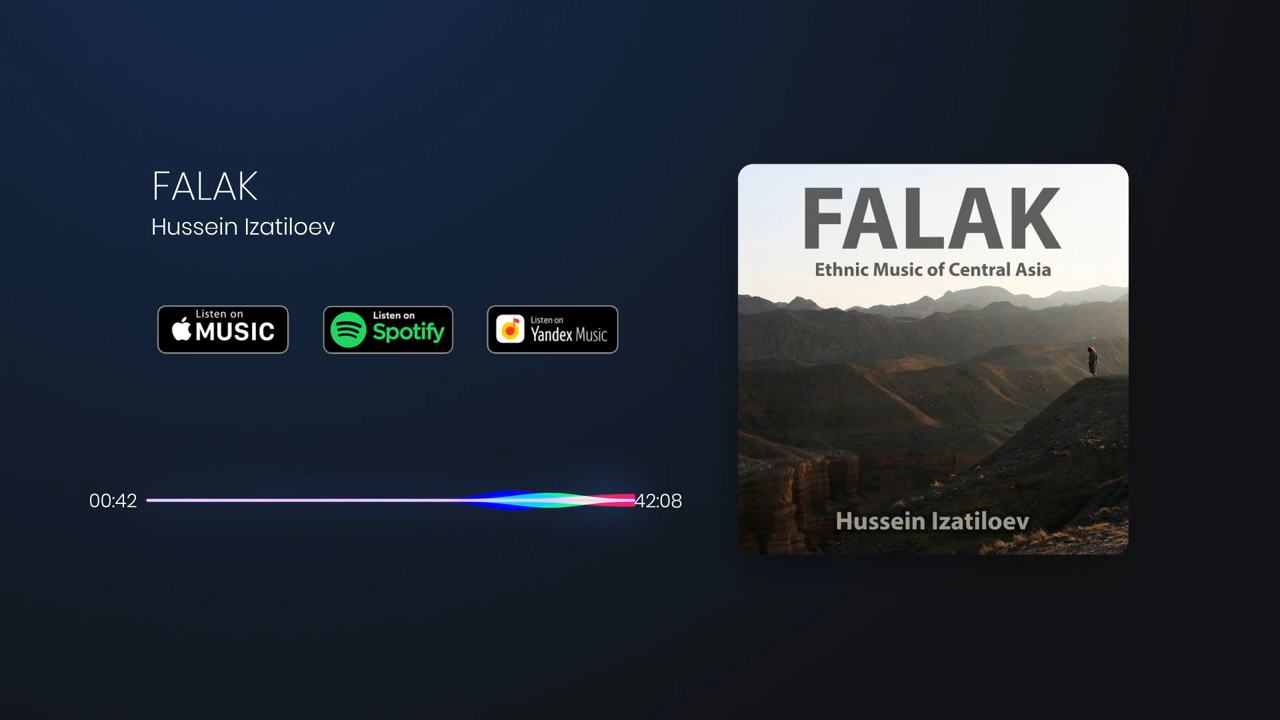 FALAK
Hussein Izatiloev
Listen on
MUSIC
Listen on
Spotify
Listen on
Yandex Music
00:42
42:08
FALAK
Ethnic Music of Central Asia
Hussein Izatiloev